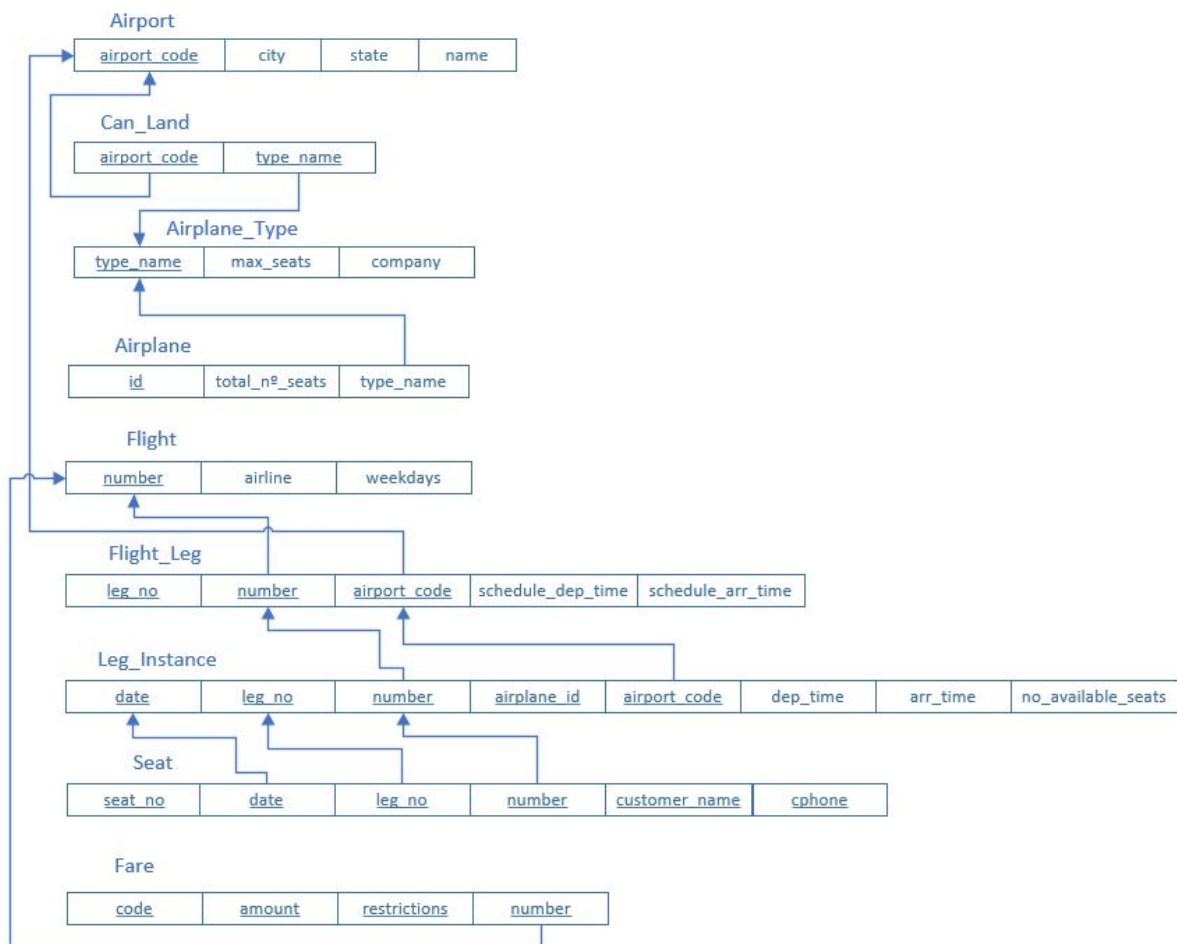 Airport
airport_code city state name
Can_Land
airport_code type_name
Airplane_Type
type_name max_seats company
Airplane
id total_nº_seats type_name
Flight
number airline weekdays
Flight_Leg
leg_no number airport_code schedule_dep_time schedule_arr_time
Leg_Instance
date leg_no number airplane_id airport_code dep_time arr_time no_available_seats
Seat
seat_no date leg_no number customer_name cphone
Fare
code amount restrictions number